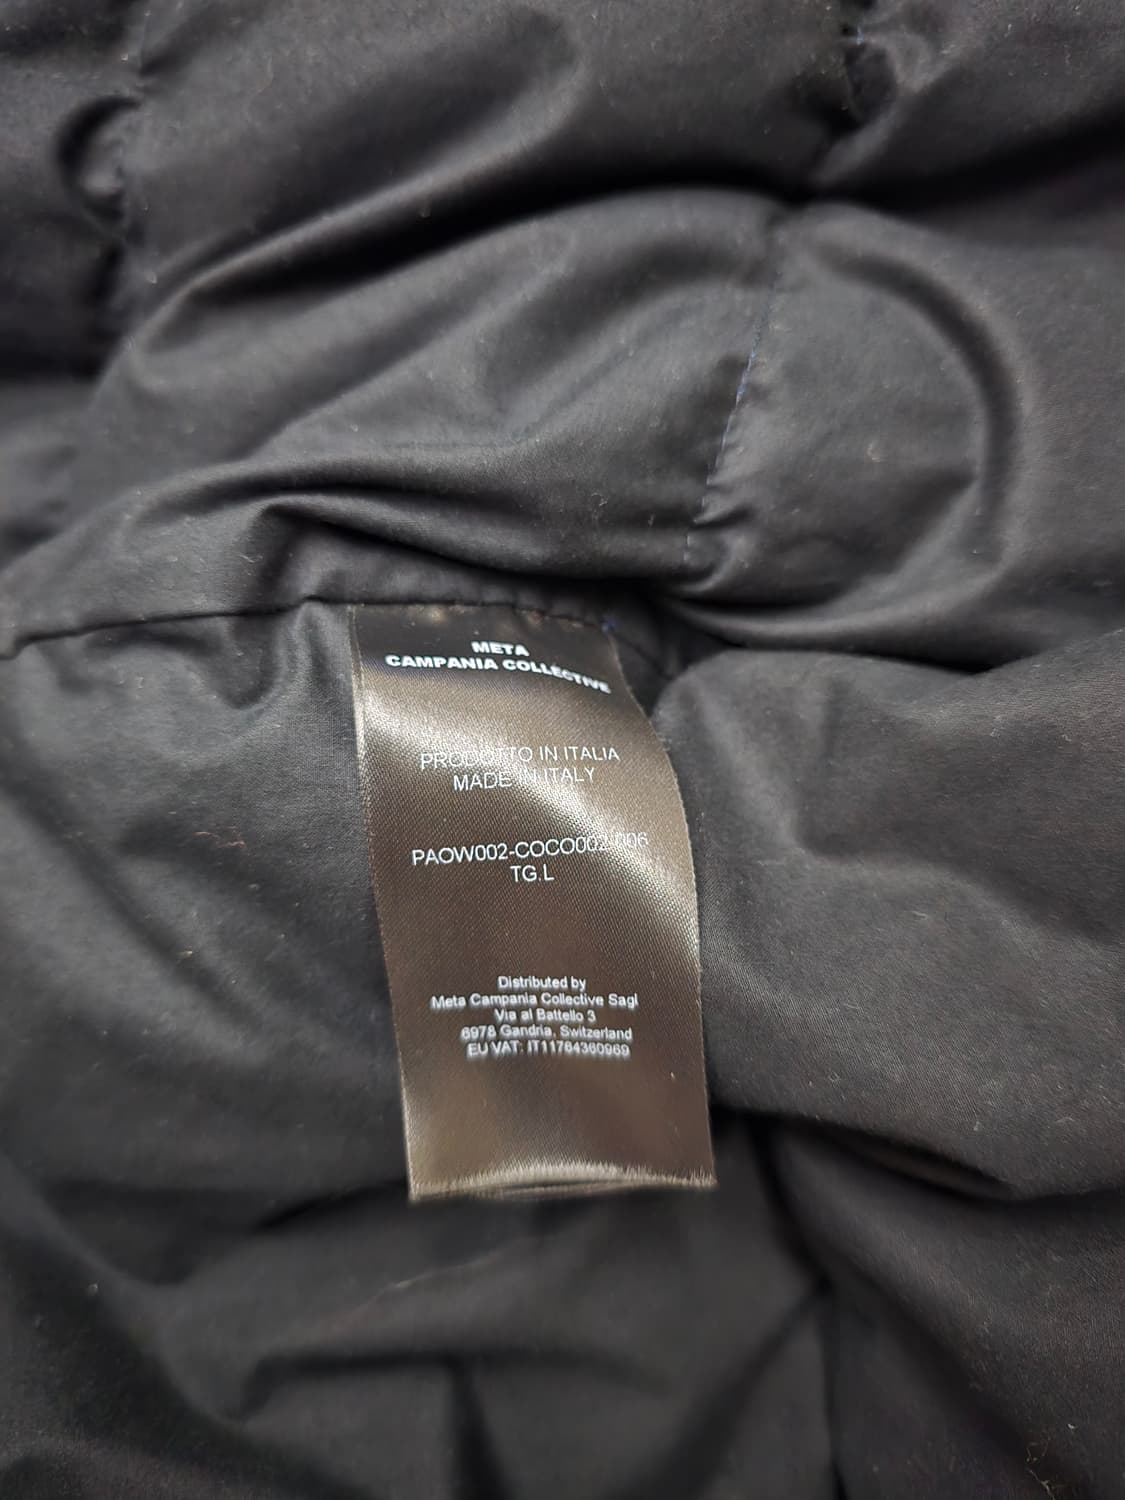 META
CAMPANIA COLLECTIVE
PRODOTTO IN ITALIA
MADE IN ITALY
PAOW002-COCO002-006
TG.L
Distributed by
Meta Campania Collective Sagl
Via al Battello 3
6978 Gandria, Switzerland
EU VAT: IT11764360969